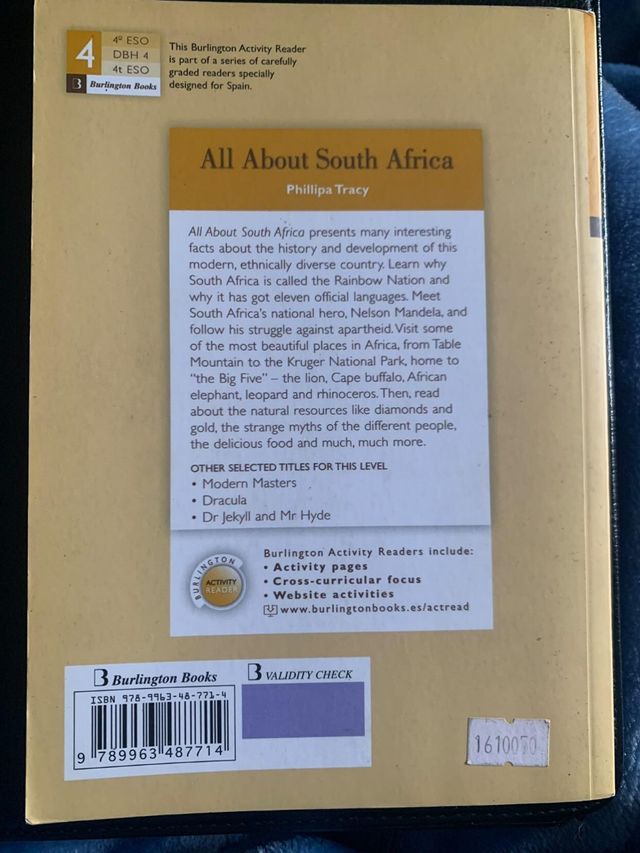 4
4º ESO
DBH 4
4t ESO
B Burlington Books
This Burlington Activity Reader
is part of a series of carefully
graded readers specially
designed for Spain.
All About South Africa
Phillipa Tracy
All About South Africa presents many interesting
facts about the history and development of this
modern, ethnically diverse country. Learn why
South Africa is called the Rainbow Nation and
why it has got eleven official languages. Meet
South Africa's national hero, Nelson Mandela, and
follow his struggle against apartheid. Visit some
of the most beautiful places in Africa, from Table
Mountain to the Kruger National Park, home to
"the Big Five" – the lion, Cape buffalo, African
elephant, leopard and rhinoceros. Then, read
about the natural resources like diamonds and
gold, the strange myths of the different people,
the delicious food and much, much more.
OTHER SELECTED TITLES FOR THIS LEVEL
• Modern Masters
• Dracula
• Dr Jekyll and Mr Hyde
BURLINGTON
ACTIVITY
READER
Burlington Activity Readers include:
• Activity pages
• Cross-curricular focus
• Website activities
www.burlingtonbooks.es/actread
B Burlington Books
ISBN 978-9963-48-771-4
9 789963 487714
B VALIDITY CHECK